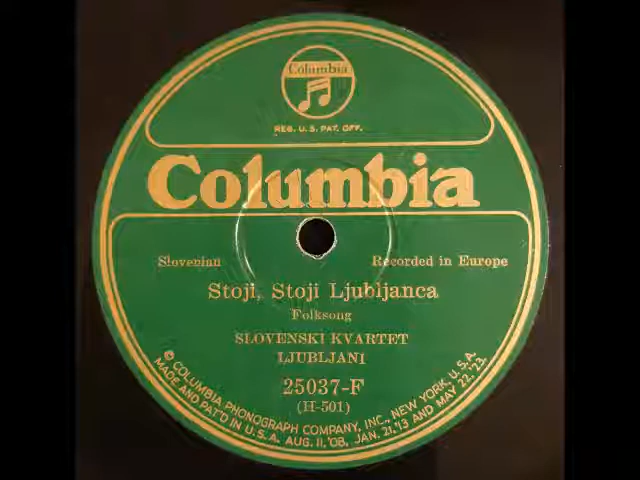 Columbia
REG. U.S. PAT. OFF.
Columbia
Slovenian Recorded in Europe
Stoji, Stoji Ljubljanca
Folksong
SLOVENSKI KVARTET
LJUBLJANI
25037-F
(H-501)
© COLUMBIA PHONOGRAPH COMPANY, INC., NEW YORK, U.S.A.
MADE AND PAT'D IN U.S.A. AUG. 11, '08, JAN. 21, '13 AND MAY 22, '23.